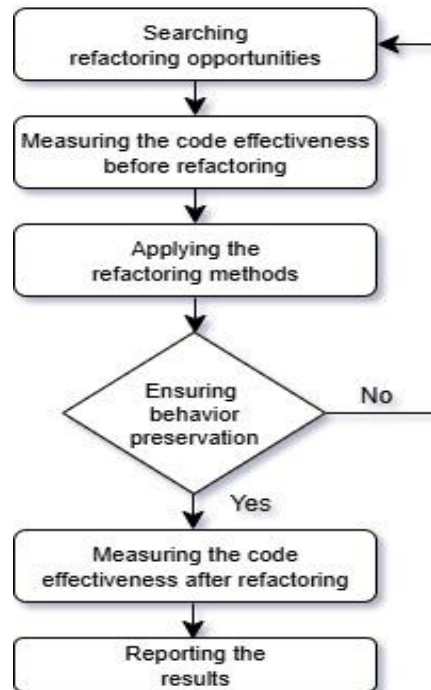 Searching
refactoring opportunities
Measuring the code effectiveness
before refactoring
Applying the
refactoring methods
Ensuring
behavior
preservation
No
Yes
Measuring the code
effectiveness after refactoring
Reporting the
results